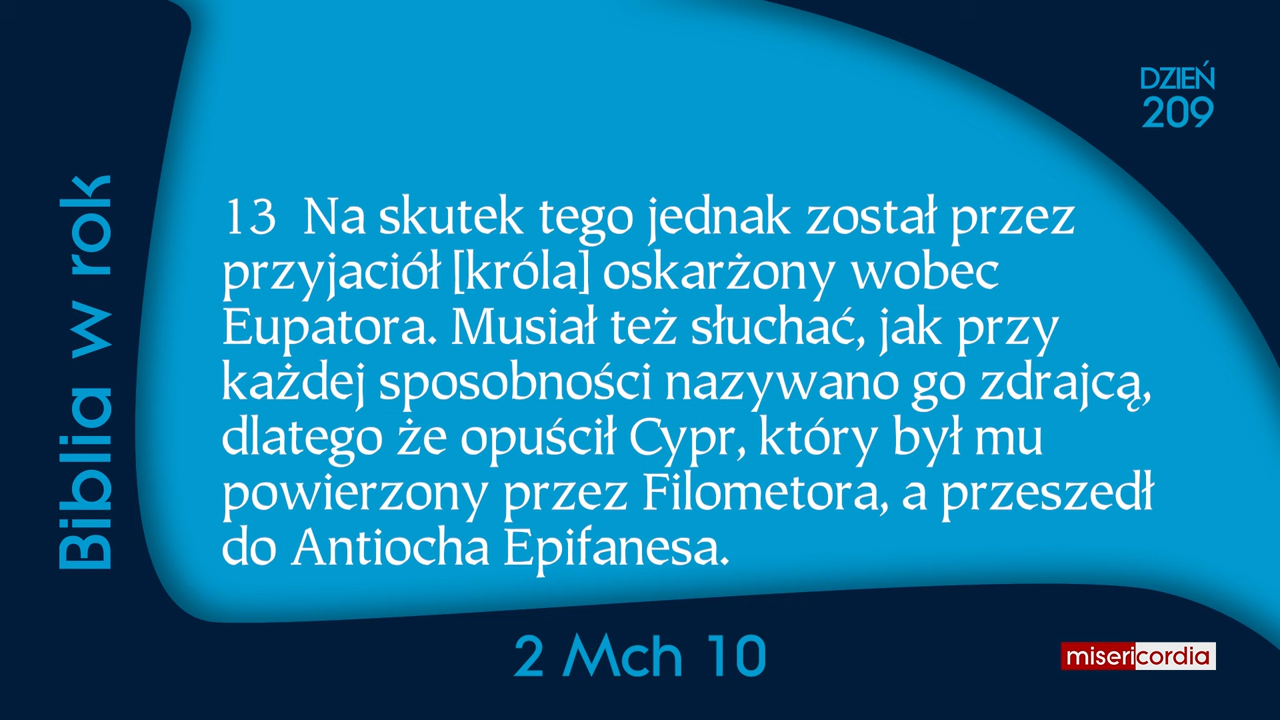 DZIEŃ
209
Biblia w rok
13 Na skutek tego jednak został przez
przyjaciół [króla] oskarżony wobec
Eupatora. Musiał też słuchać, jak przy
każdej sposobności nazywano go zdrajcą,
dlatego że opuścił Cypr, który był mu
powierzony przez Filometora, a przeszedł
do Antiocha Epifanesa.
2 Mch 10
misericordia